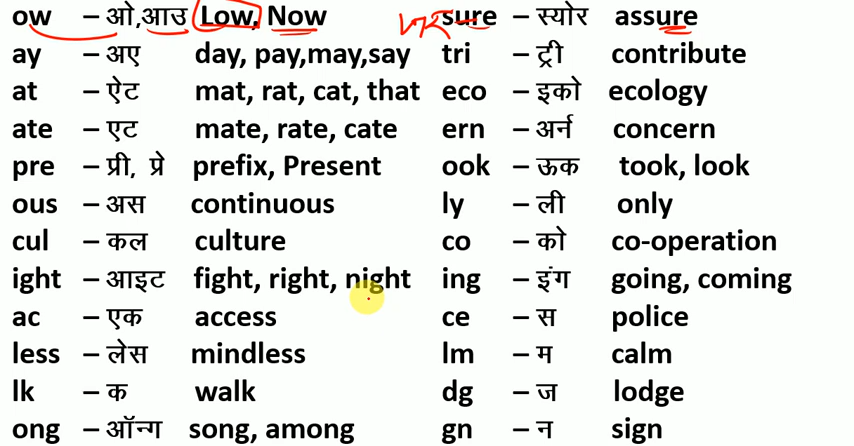 ow – ओ,आउ Low, Now sure – स्योर assure
ay – अए day, pay,may,say tri – ट्री contribute
at – ऐट mat, rat, cat, that eco – इको ecology
ate – एट mate, rate, cate ern – अर्न concern
pre – प्री, प्रे prefix, Present ook – ऊक took, look
ous – अस continuous ly – ली only
cul – कल culture co – को co-operation
ight – आइट fight, right, night ing – इंग going, coming
ac – एक access ce – स police
less – लेस mindless lm – म calm
lk – क walk dg – ज lodge
ong – ऑन्ग song, among gn – न sign